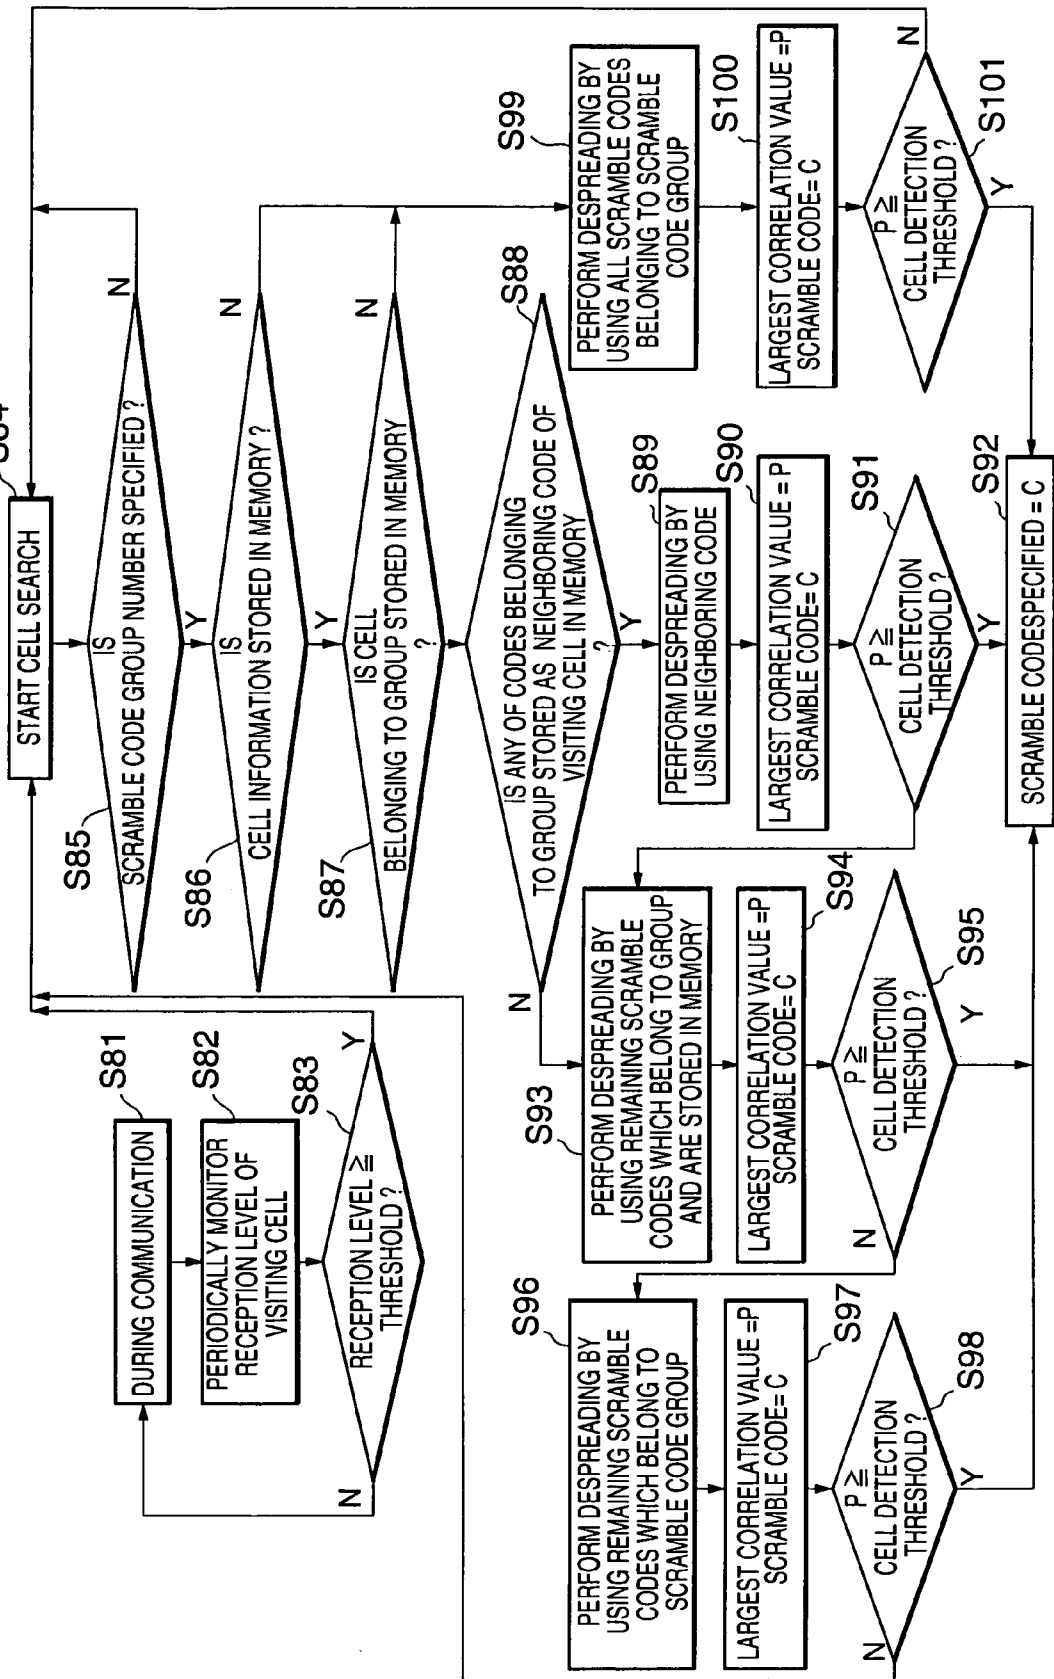 S81
DURING COMMUNICATION
S82
PERIODICALLY MONITOR
RECEPTION LEVEL OF
VISITING CELL
S83
RECEPTION LEVEL ≧
THRESHOLD ?
N
Y
START CELL SEARCH
S85
IS
SCRAMBLE CODE GROUP NUMBER SPECIFIED ?
N
Y
S86
IS
CELL INFORMATION STORED IN MEMORY ?
N
Y
S87
IS CELL
BELONGING TO GROUP STORED IN MEMORY
?
N
S88
IS ANY OF CODES BELONGING
TO GROUP STORED AS NEIGHBORING CODE OF
VISITING CELL IN MEMORY
?
N
Y
S89
PERFORM DESPREADING BY
USING NEIGHBORING CODE
S90
LARGEST CORRELATION VALUE =P
SCRAMBLE CODE= C
S91
P ≧
CELL DETECTION
THRESHOLD ?
Y
S92
SCRAMBLE CODESPECIFIED = C
S93
PERFORM DESPREADING BY
USING REMAINING SCRAMBLE
CODES WHICH BELONG TO GROUP
AND ARE STORED IN MEMORY
S94
LARGEST CORRELATION VALUE =P
SCRAMBLE CODE= C
S95
P ≧
CELL DETECTION
THRESHOLD ?
N
Y
S96
PERFORM DESPREADING BY
USING REMAINING SCRAMBLE
CODES WHICH BELONG TO
SCRAMBLE CODE GROUP
S97
LARGEST CORRELATION VALUE =P
SCRAMBLE CODE= C
S98
P ≧
CELL DETECTION
THRESHOLD ?
N
Y
S99
PERFORM DESPREADING BY
USING ALL SCRAMBLE CODES
BELONGING TO SCRAMBLE
CODE GROUP
S100
LARGEST CORRELATION VALUE =P
SCRAMBLE CODE= C
S101
P ≧
CELL DETECTION
THRESHOLD ?
N
Y